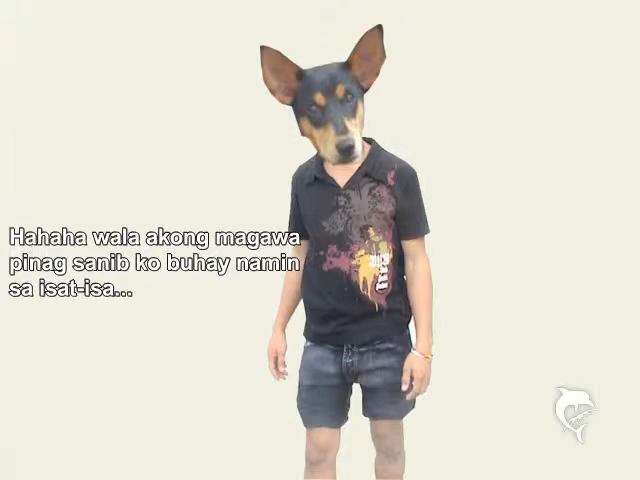 Hahaha wala akong magawa
pinag sanib ko buhay namin
sa isat-isa...